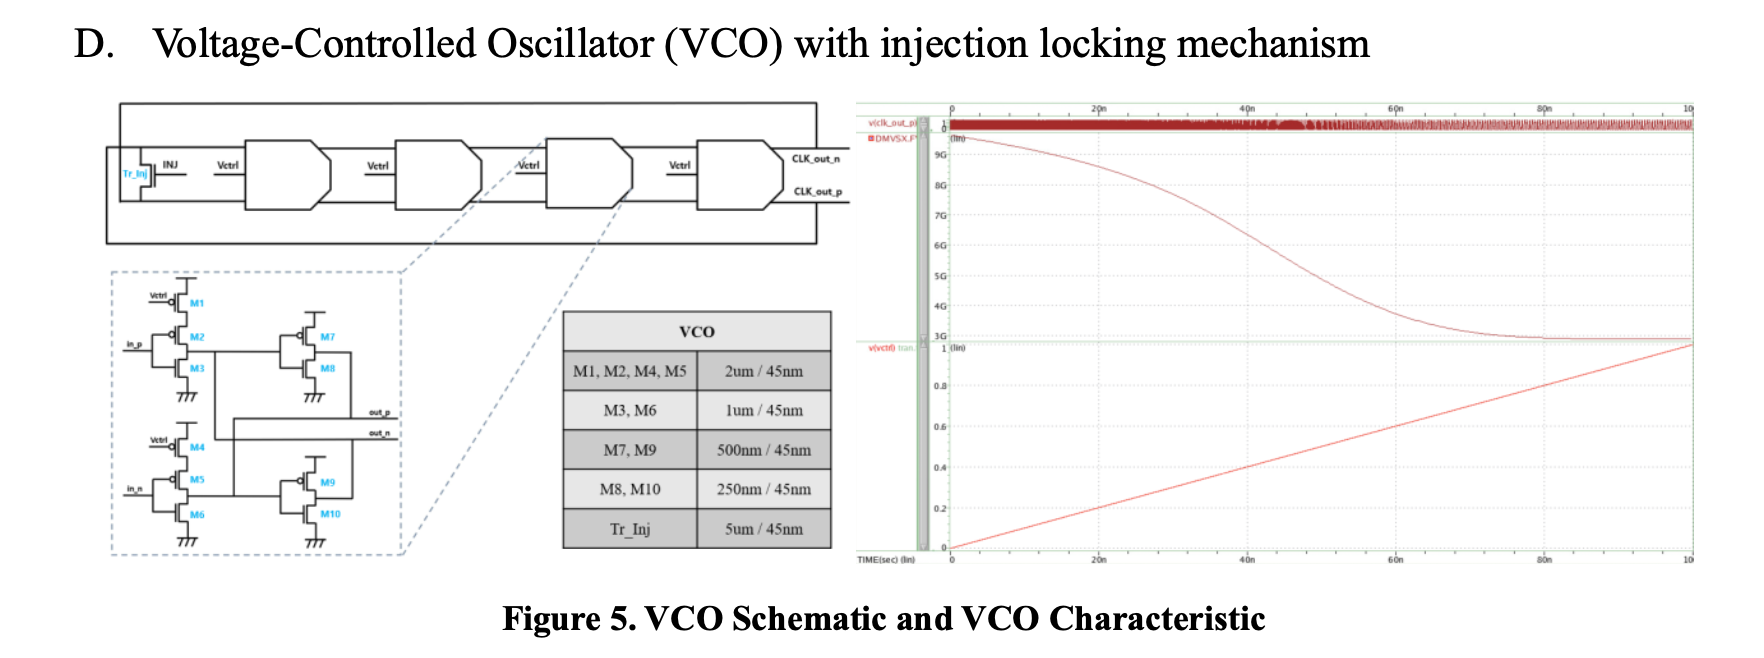 D. Voltage-Controlled Oscillator (VCO) with injection locking mechanism
Tr_Inj
INJ
Vctrl
Vctrl
Vctrl
Vctrl
CLK_out_n
CLK_out_p
Vctrl
M1
in_p
M2
M3
M7
M8
out_p
out_n
Vctrl
M4
in_n
M5
M6
M9
M10
VCO
M1, M2, M4, M5 2um / 45nm
M3, M6 1um / 45nm
M7, M9 500nm / 45nm
M8, M10 250nm / 45nm
Tr_Inj 5um / 45nm
0 20n 40n 60n 80n 10
v(clk_out_p) 1
0
(lin)
9G
8G
7G
6G
5G
4G
3G
v(vctrl) tran 1 (lin)
0.8
0.6
0.4
0.2
0
TIME(sec) (lin) 0 20n 40n 60n 80n 10
Figure 5. VCO Schematic and VCO Characteristic